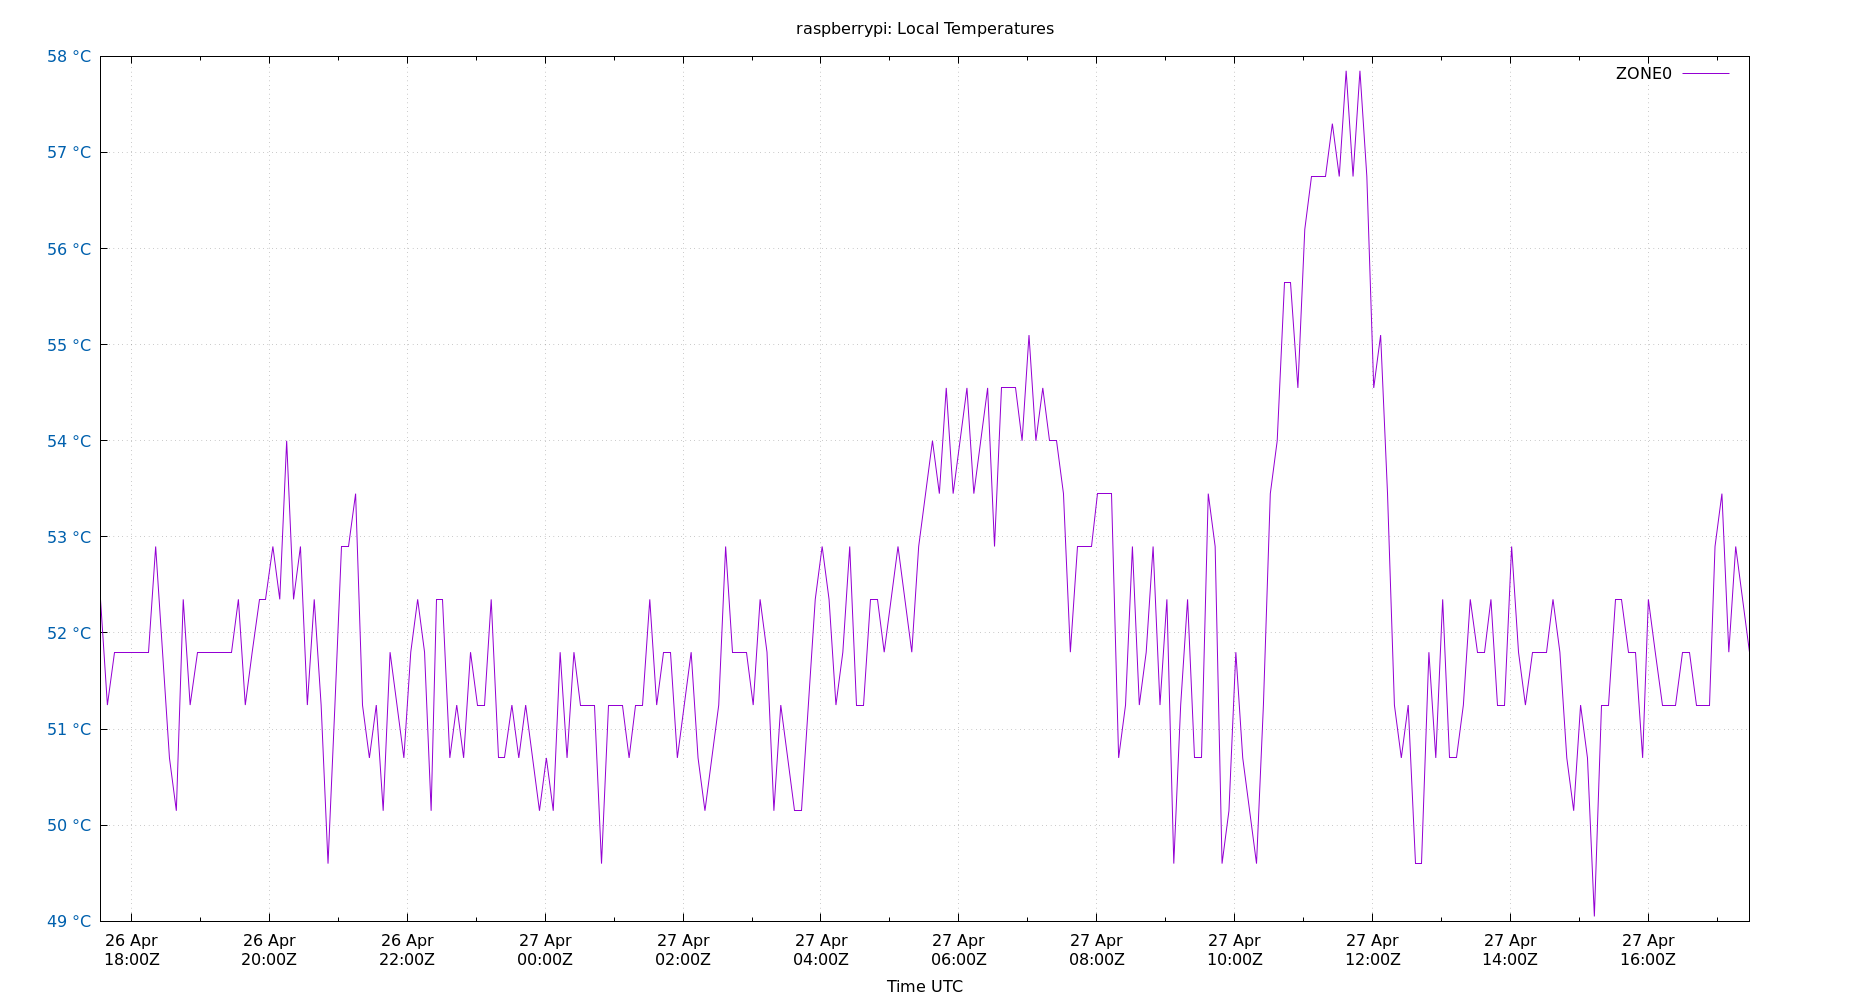 raspberrypi: Local Temperatures
58 °C
57 °C
56 °C
55 °C
54 °C
53 °C
52 °C
51 °C
50 °C
49 °C
ZONE0
26 Apr 18:00Z
26 Apr 20:00Z
26 Apr 22:00Z
27 Apr 00:00Z
27 Apr 02:00Z
27 Apr 04:00Z
27 Apr 06:00Z
27 Apr 08:00Z
27 Apr 10:00Z
27 Apr 12:00Z
27 Apr 14:00Z
27 Apr 16:00Z
Time UTC